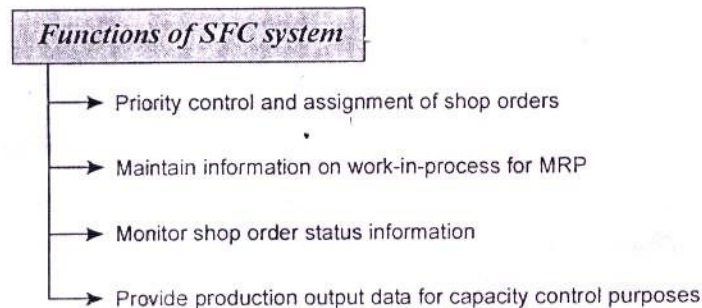 Functions of SFC system
Priority control and assignment of shop orders
Maintain information on work-in-process for MRP
Monitor shop order status information
Provide production output data for capacity control purposes